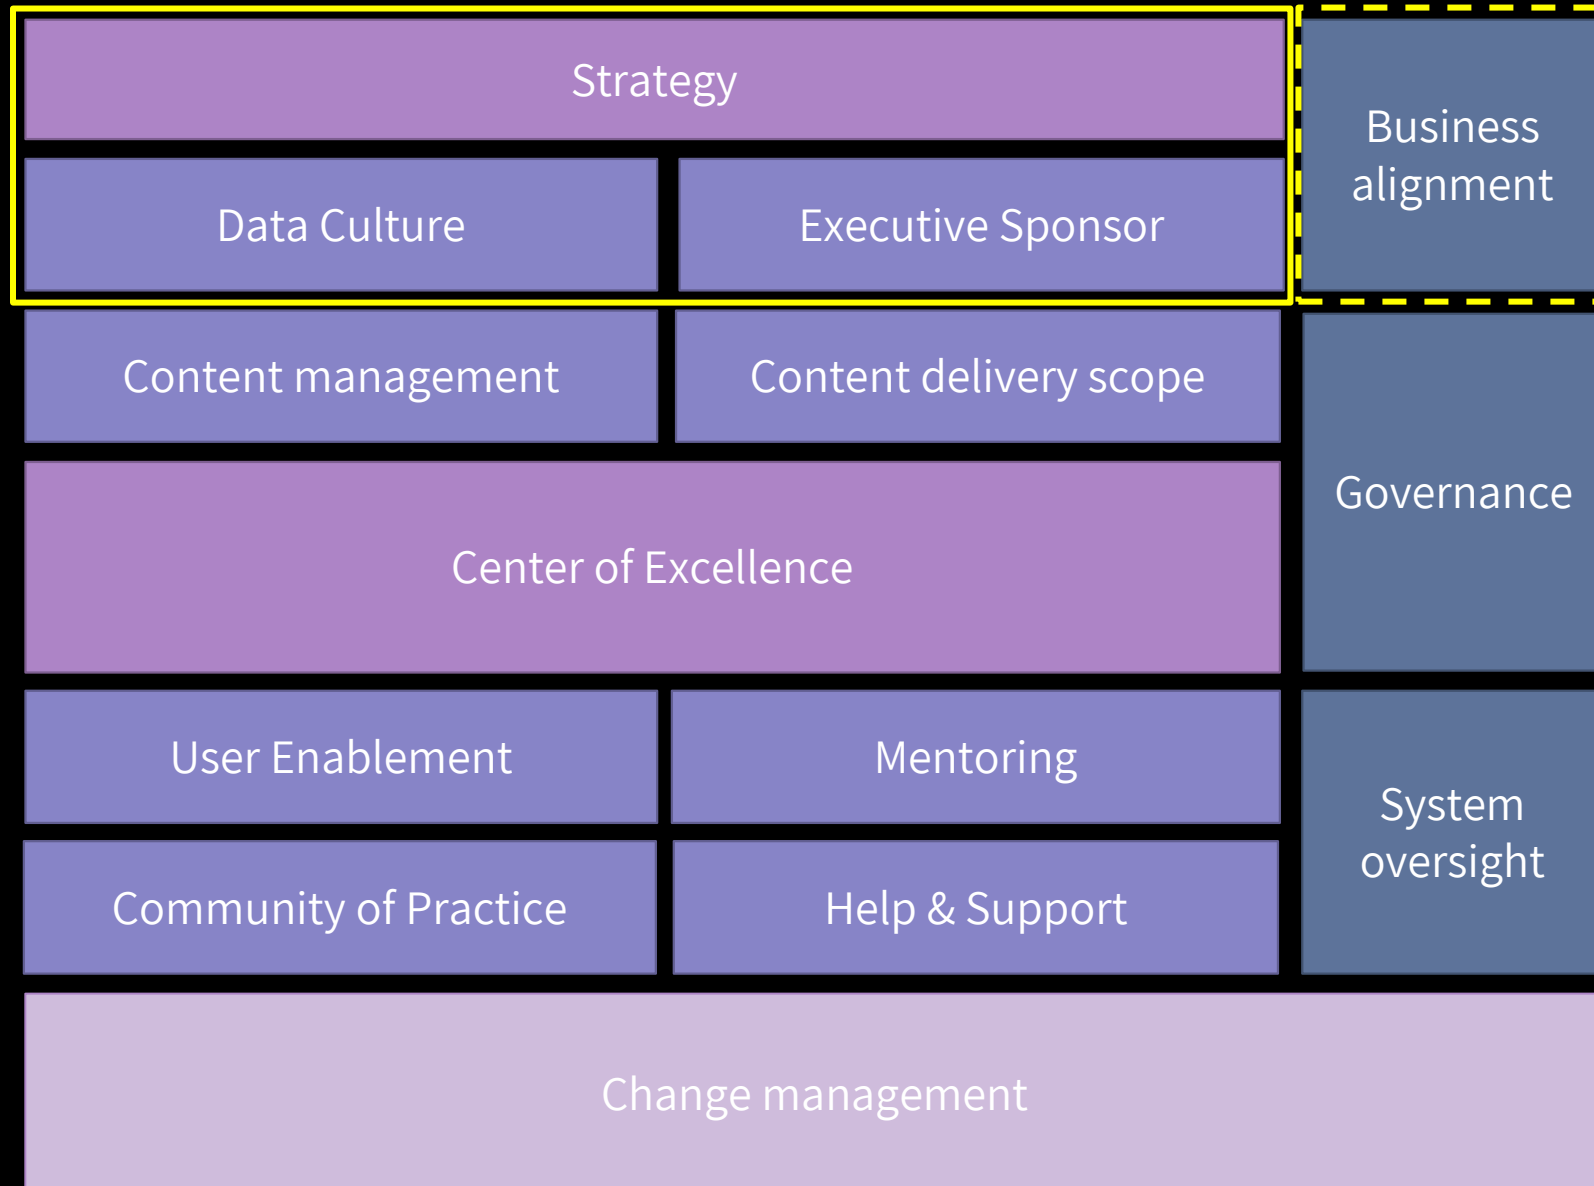 Strategy
Business
alignment
Data Culture
Executive Sponsor
Content management
Content delivery scope
Governance
Center of Excellence
User Enablement
Mentoring
System
oversight
Community of Practice
Help & Support
Change management